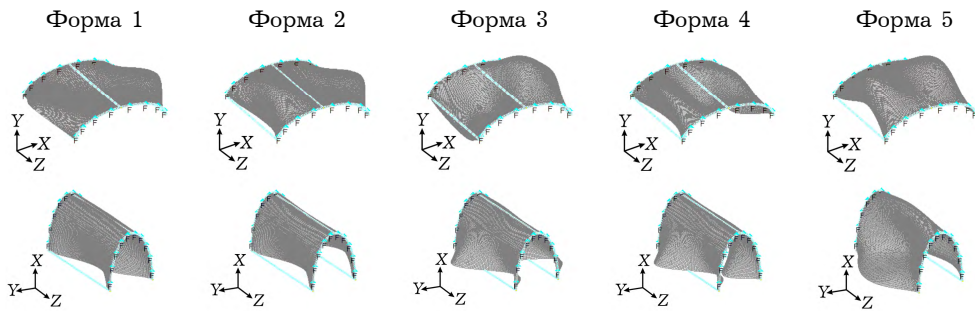 Форма 1 Форма 2 Форма 3 Форма 4 Форма 5
Y X Z Y X Z Y X Z Y X Z Y X Z
X Y Z X Y Z X Y Z X Y Z X Y Z